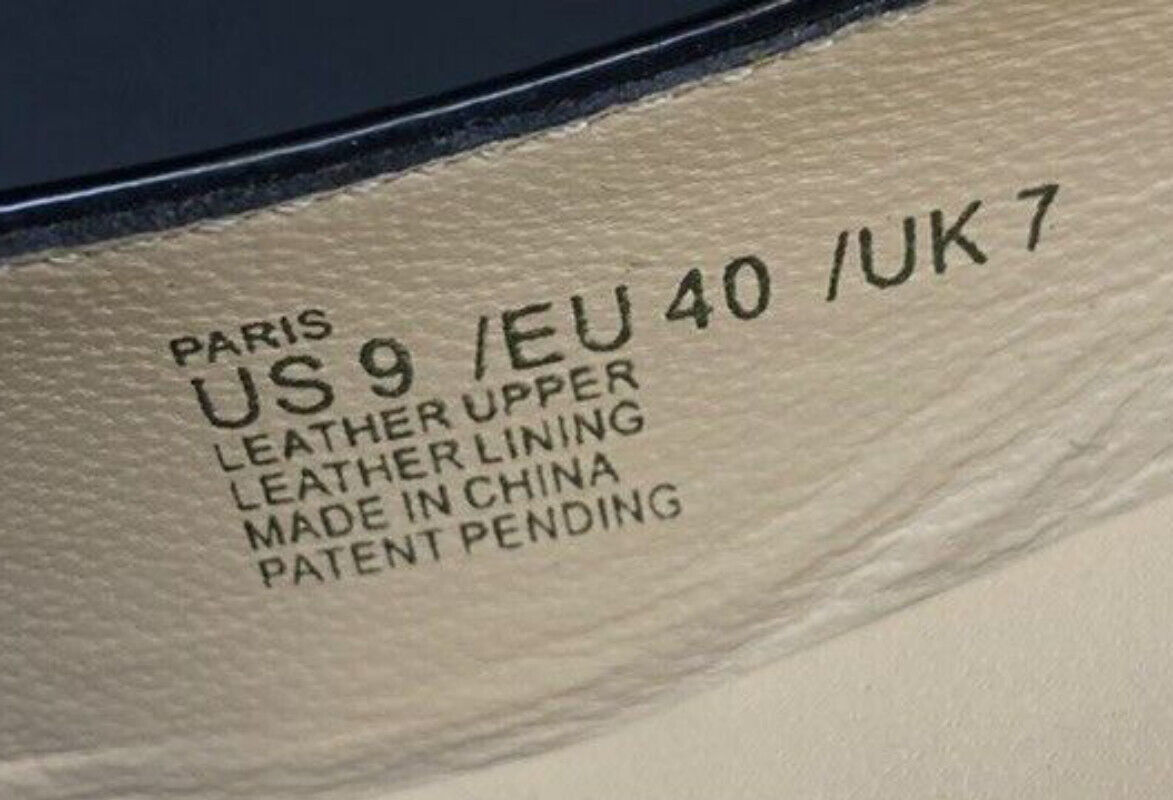 PARIS
US 9 /EU 40 /UK 7
LEATHER UPPER
LEATHER LINING
MADE IN CHINA
PATENT PENDING